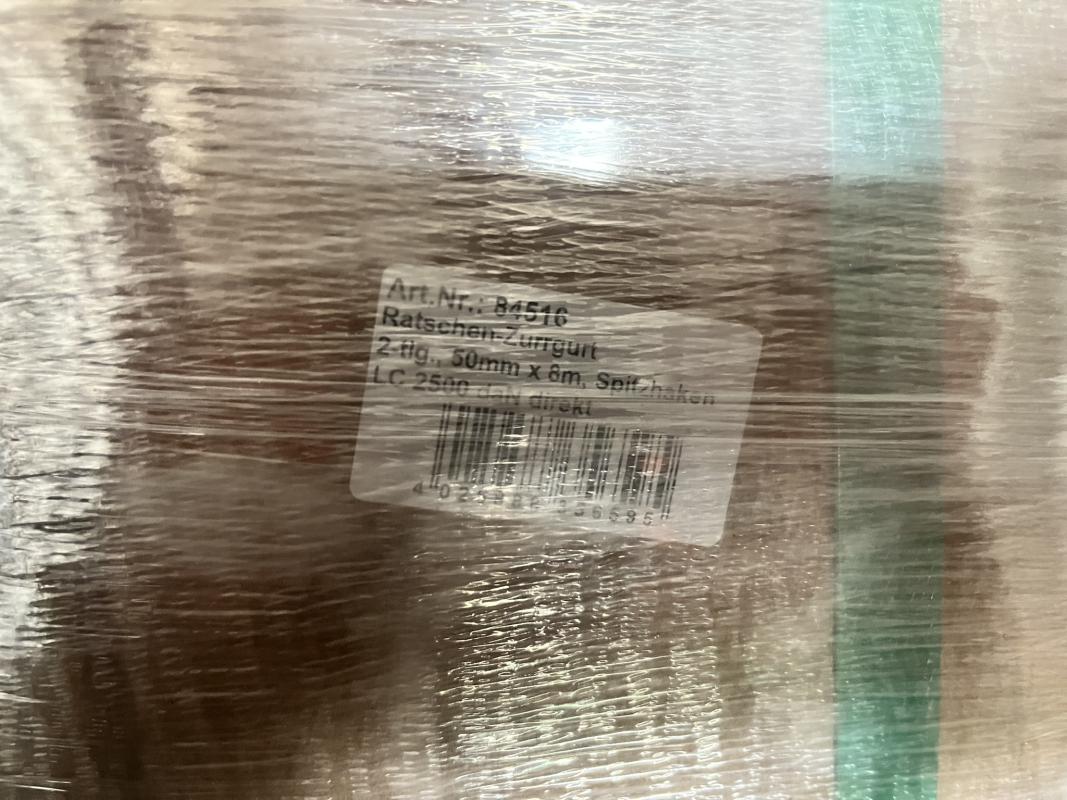 Art.Nr.: 84516
Ratschen-Zurrgurt
2-tlg., 50mm x 8m, Spitzhaken
LC 2500 daN direkt